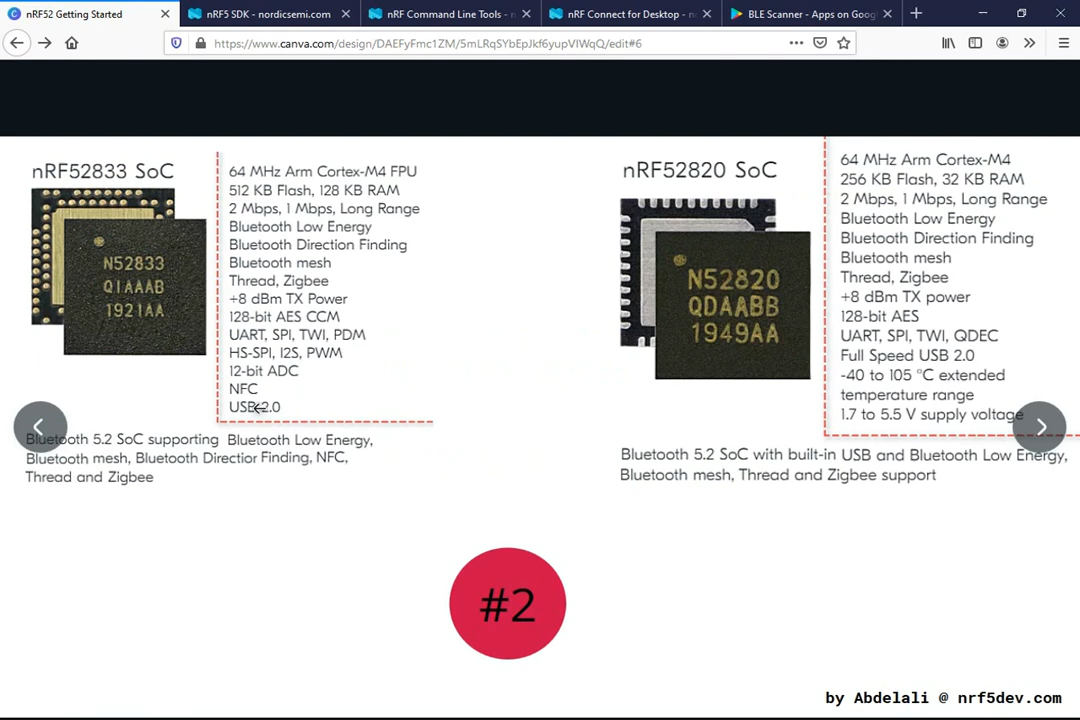 nRF52 Getting Started
nRF5 SDK - nordicsemi.com
nRF Command Line Tools - n
nRF Connect for Desktop - n
BLE Scanner - Apps on Goog
https://www.canva.com/design/DAEFyFmc1ZM/5mLRqSYbEpJkf6yupVIWqQ/edit#6
nRF52833 SoC
N52833
QIAAAB
1921AA
64 MHz Arm Cortex-M4 FPU
512 KB Flash, 128 KB RAM
2 Mbps, 1 Mbps, Long Range
Bluetooth Low Energy
Bluetooth Direction Finding
Bluetooth mesh
Thread, Zigbee
+8 dBm TX Power
128-bit AES CCM
UART, SPI, TWI, PDM
HS-SPI, I2S, PWM
12-bit ADC
NFC
USB 2.0
Bluetooth 5.2 SoC supporting Bluetooth Low Energy,
Bluetooth mesh, Bluetooth Directior Finding, NFC,
Thread and Zigbee
nRF52820 SoC
N52820
QDAABB
1949AA
64 MHz Arm Cortex-M4
256 KB Flash, 32 KB RAM
2 Mbps, 1 Mbps, Long Range
Bluetooth Low Energy
Bluetooth Direction Finding
Bluetooth mesh
Thread, Zigbee
+8 dBm TX power
128-bit AES
UART, SPI, TWI, QDEC
Full Speed USB 2.0
-40 to 105 °C extended
temperature range
1.7 to 5.5 V supply voltage
Bluetooth 5.2 SoC with built-in USB and Bluetooth Low Energy,
Bluetooth mesh, Thread and Zigbee support
#2
by Abdelali @ nrf5dev.com